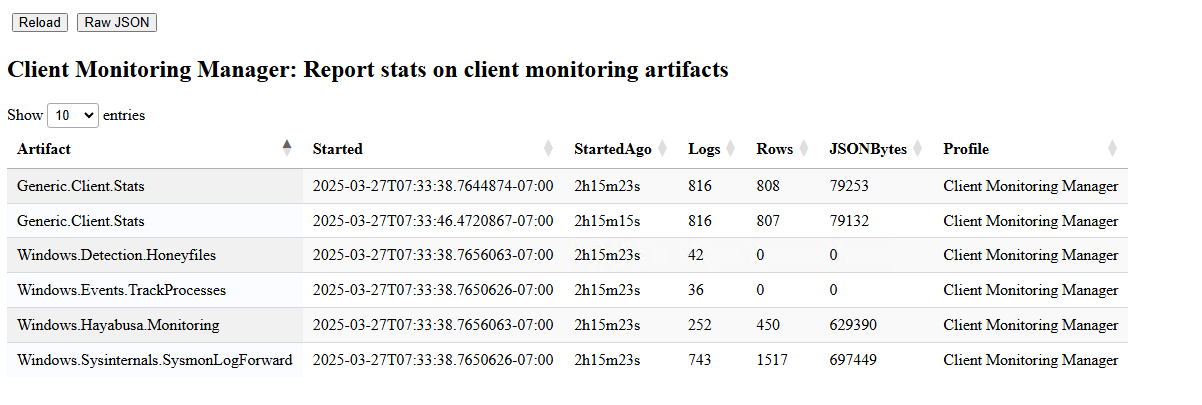 Reload Raw JSON
Client Monitoring Manager: Report stats on client monitoring artifacts
Show 10 entries
Artifact Started StartedAgo Logs Rows JSONBytes Profile
Generic.Client.Stats 2025-03-27T07:33:38.7644874-07:00 2h15m23s 816 808 79253 Client Monitoring Manager
Generic.Client.Stats 2025-03-27T07:33:46.4720867-07:00 2h15m15s 816 807 79132 Client Monitoring Manager
Windows.Detection.Honeyfiles 2025-03-27T07:33:38.7656063-07:00 2h15m23s 42 0 0 Client Monitoring Manager
Windows.Events.TrackProcesses 2025-03-27T07:33:38.7650626-07:00 2h15m23s 36 0 0 Client Monitoring Manager
Windows.Hayabusa.Monitoring 2025-03-27T07:33:38.7656063-07:00 2h15m23s 252 450 629390 Client Monitoring Manager
Windows.Sysinternals.SysmonLogForward 2025-03-27T07:33:38.7650626-07:00 2h15m23s 743 1517 697449 Client Monitoring Manager